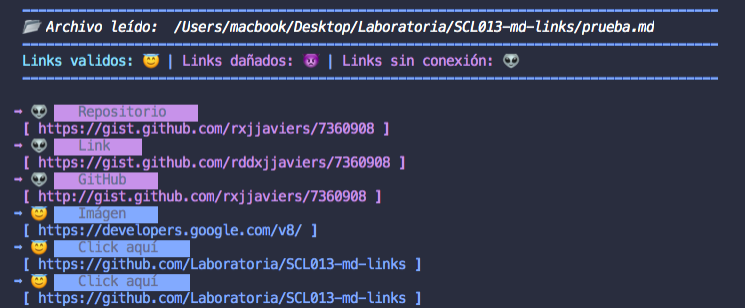 📂 Archivo leído: /Users/macbook/Desktop/Laboratoria/SCL013-md-links/prueba.md
Links validos: 😇 | Links dañados: 👿 | Links sin conexión: 👽
→ 👽 Repositorio
[ https://gist.github.com/rxjjaviers/7360908 ]
→ 👽 Link
[ https://gist.github.com/rddxjjaviers/7360908 ]
→ 👽 GitHub
[ http://gist.github.com/rxjjaviers/7360908 ]
→ 😇 Imágen
[ https://developers.google.com/v8/ ]
→ 😇 Click aquí
[ https://github.com/Laboratoria/SCL013-md-links ]
→ 😇 Click aquí
[ https://github.com/Laboratoria/SCL013-md-links ]